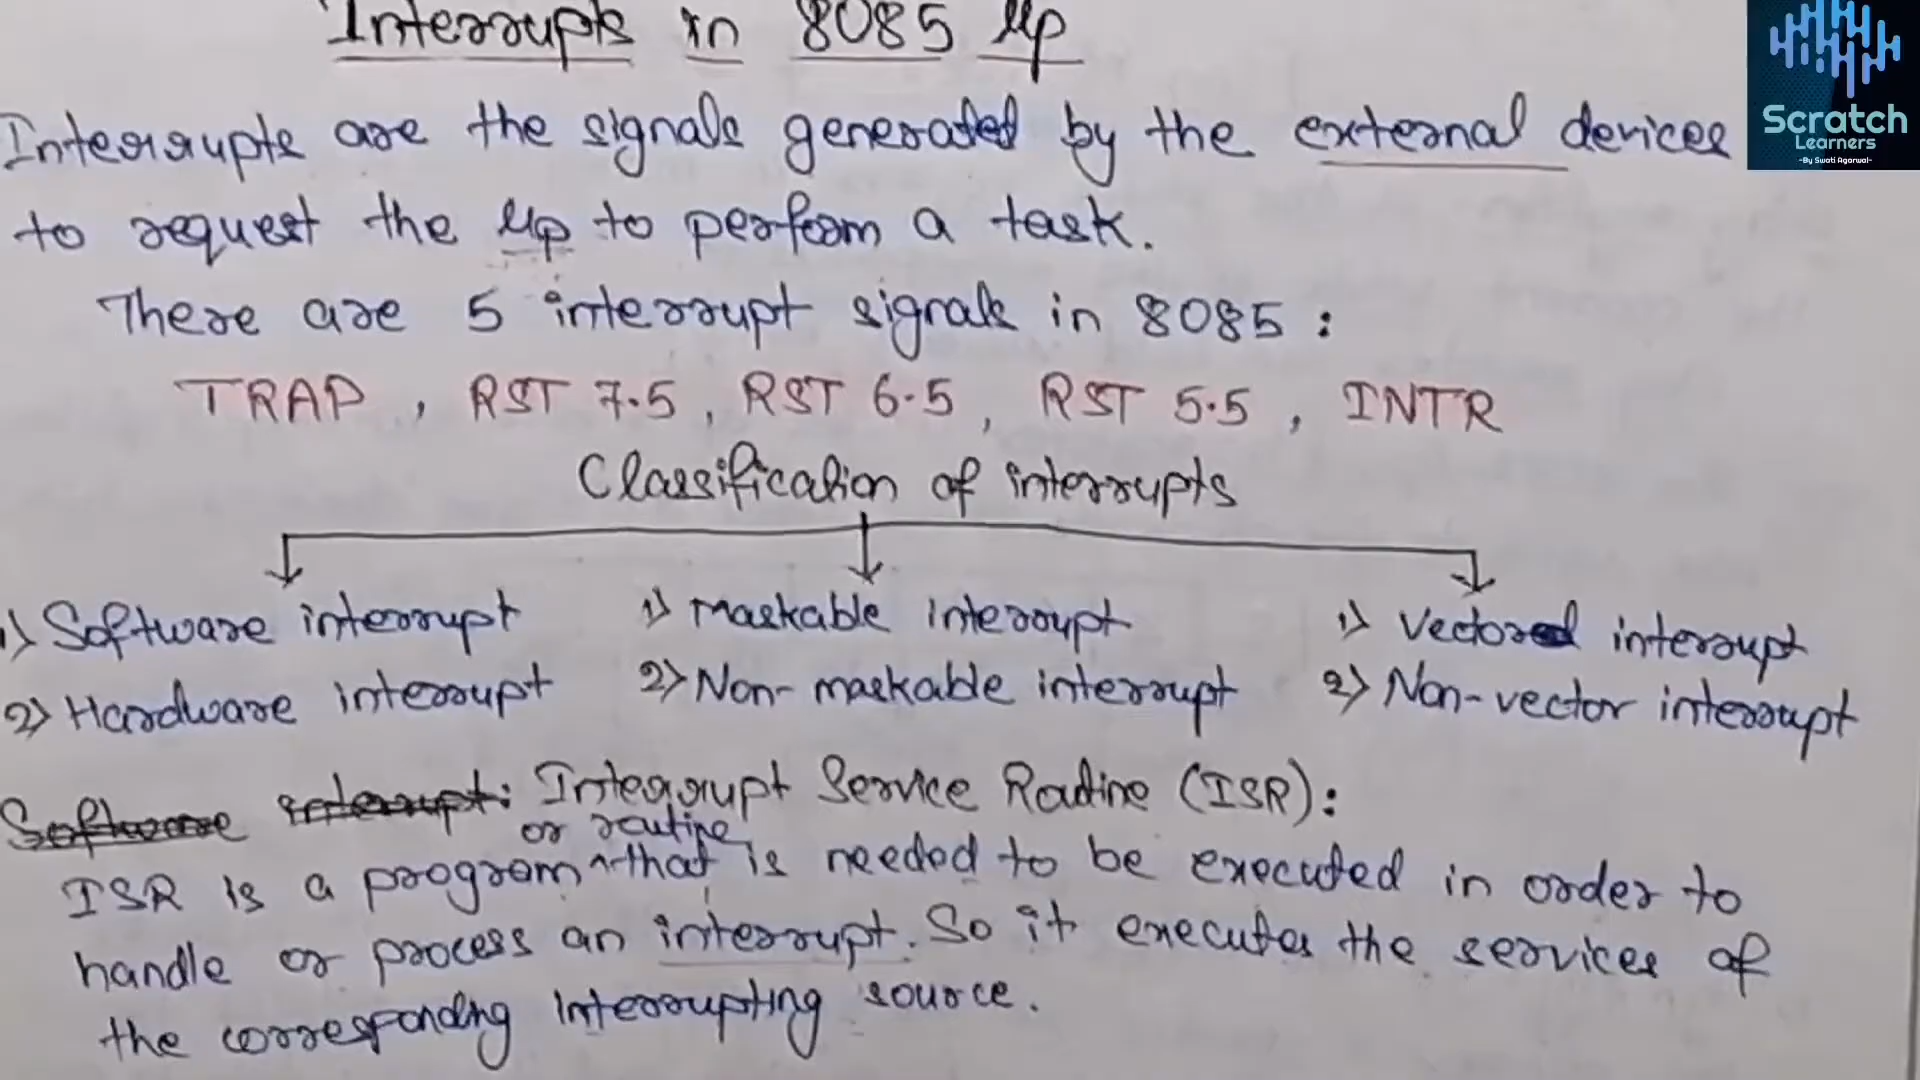 Interrupts in 8085 μp
Interrupts are the signals generated by the external devices
to request the μp to perform a task.
There are 5 interrupt signals in 8085 :
TRAP , RST 7.5 , RST 6.5 , RST 5.5 , INTR
Classification of interrupts
1) Software interrupt
2) Hardware interrupt
1) Maskable interrupt
2) Non-maskable interrupt
1) Vectored interrupt
2) Non-vector interrupt
Software interrupt: Interrupt Service Routine (ISR):
or routine
ISR is a program ^ that is needed to be executed in order to
handle or process an interrupt. So it executes the services of
the corresponding interrupting source.
Scratch
Learners
-By Swati Agarwal-